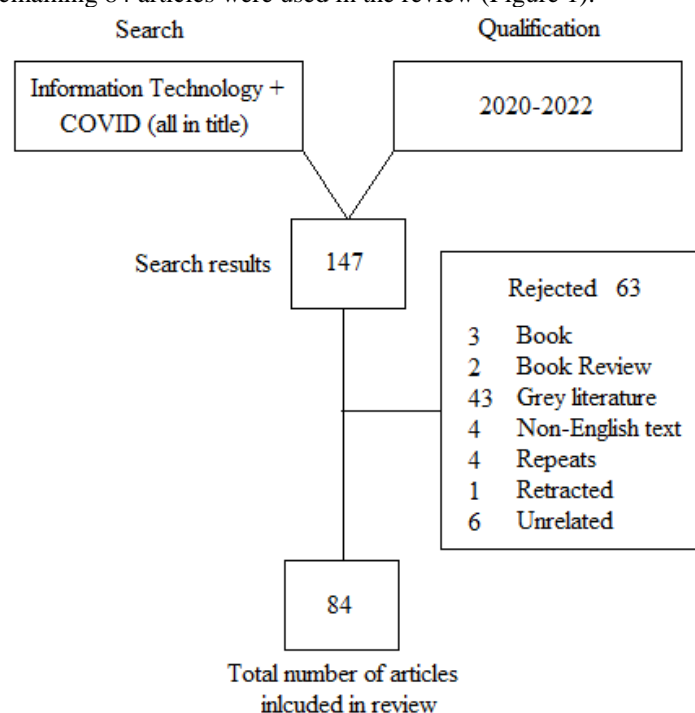 emaining 84 articles were used in the review (Figure 1).
Search
Qualification
Information Technology +
COVID (all in title)
2020-2022
Search results
147
Rejected 63
3 Book
2 Book Review
43 Grey literature
4 Non-English text
4 Repeats
1 Retracted
6 Unrelated
84
Total number of articles
inlcuded in review